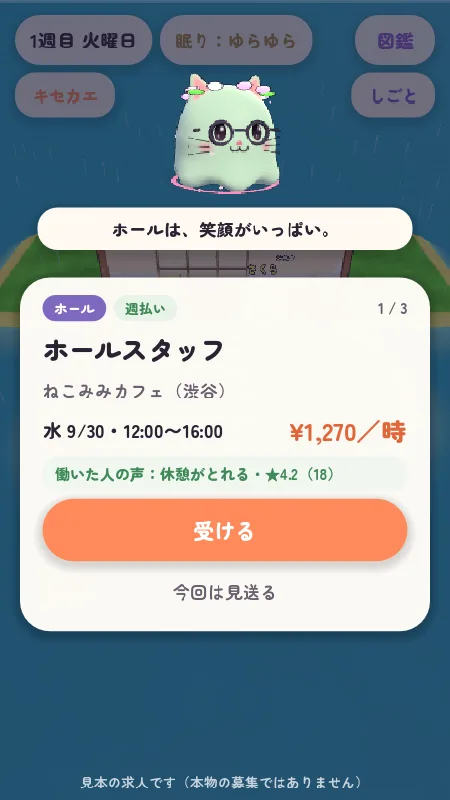 1週目 火曜日
眠り：ゆらゆら
図鑑
キセカエ
しごと
ホールは、笑顔がいっぱい。
さくら
ホール
週払い
1 / 3
ホールスタッフ
ねこみみカフェ（渋谷）
水 9/30・12:00〜16:00
¥1,270／時
働いた人の声：休憩がとれる・★4.2（18）
受ける
今回は見送る
見本の求人です（本物の募集ではありません）